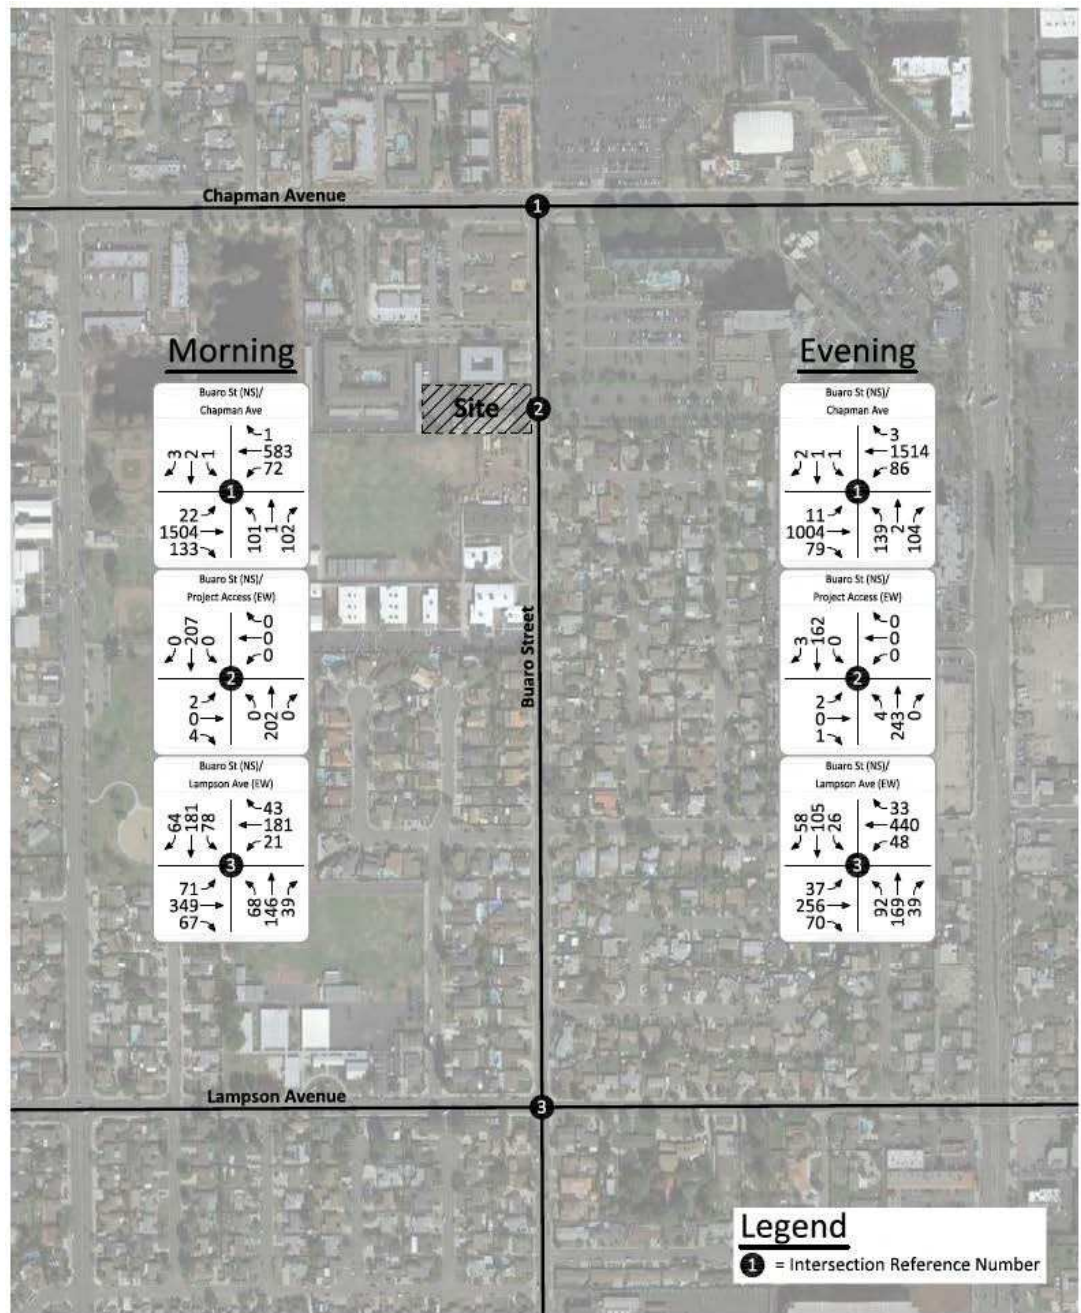 Chapman Avenue
1
Morning
Buaro St (NS)/
Chapman Ave
3 2 1
1
583
72
1
22
1504
133
101 1 102
Buaro St (NS)/
Project Access (EW)
0 207 0
0
0
0
2
2
0
4
0 202 0
Buaro St (NS)/
Lampson Ave (EW)
64 181 78
43
181
21
3
71
349
67
68 146 39
Evening
Buaro St (NS)/
Chapman Ave
2 1 1
3
1514
86
1
11
1004
79
139 2 104
Buaro St (NS)/
Project Access (EW)
3 162 0
0
0
0
2
2
0
1
4 243 0
Buaro St (NS)/
Lampson Ave (EW)
58 105 26
33
440
48
3
37
256
70
92 169 39
Site
2
Buaro Street
Lampson Avenue
3
Legend
1 = Intersection Reference Number